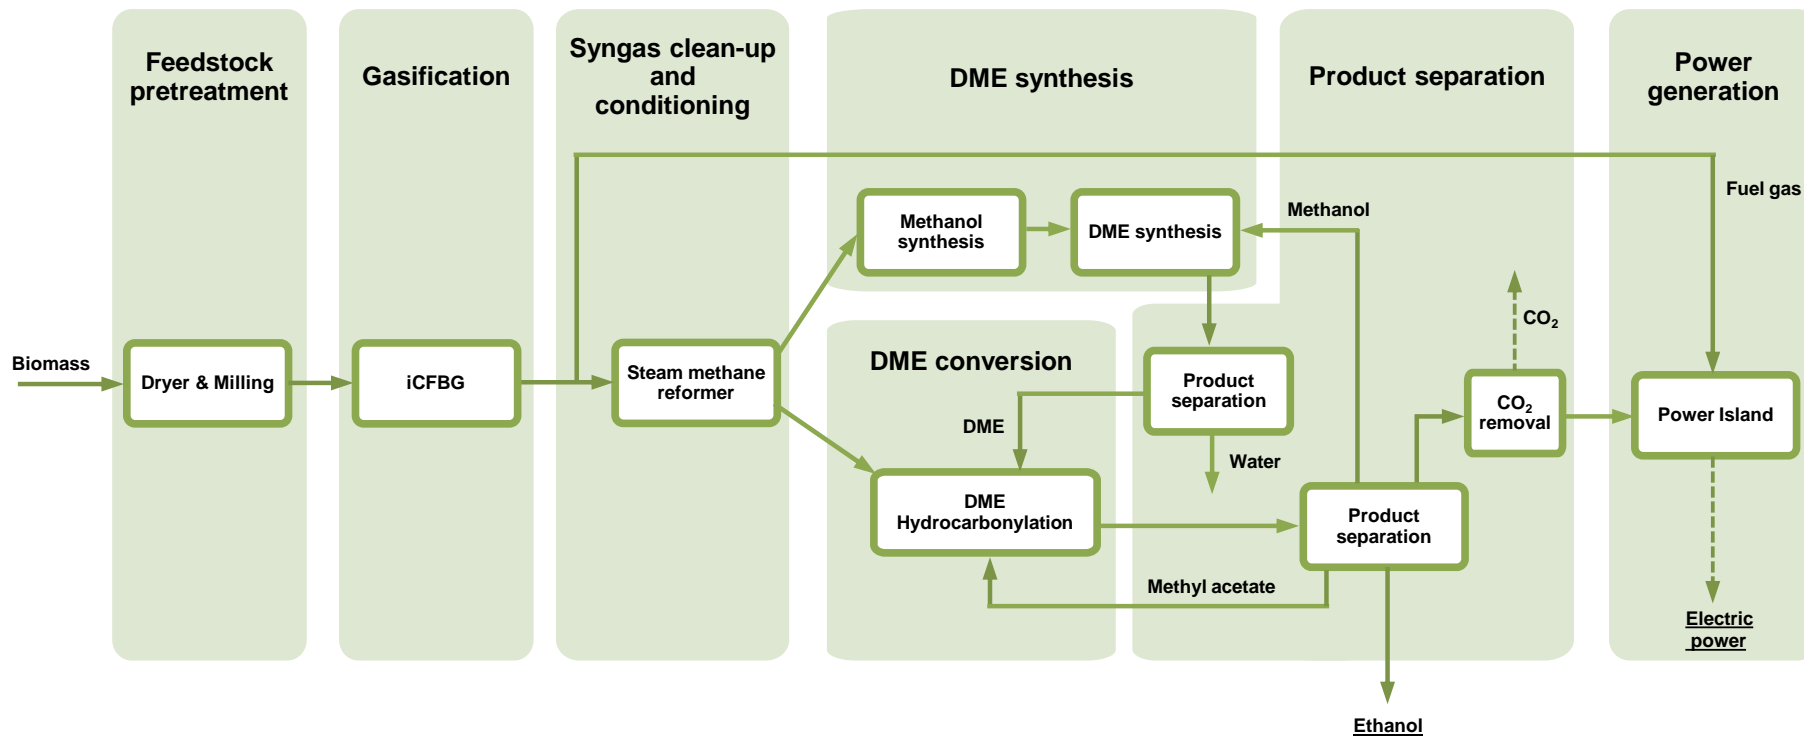 Feedstock
pretreatment
Gasification
Syngas clean-up
and
conditioning
DME synthesis
Product separation
Power
generation
Fuel gas
Methanol
synthesis
DME synthesis
Methanol
CO₂
Biomass
Dryer & Milling
iCFBG
Steam methane
reformer
DME conversion
Product
separation
CO₂
removal
Power Island
DME
Water
DME
Hydrocarbonylation
Product
separation
Methyl acetate
Electric
power
Ethanol